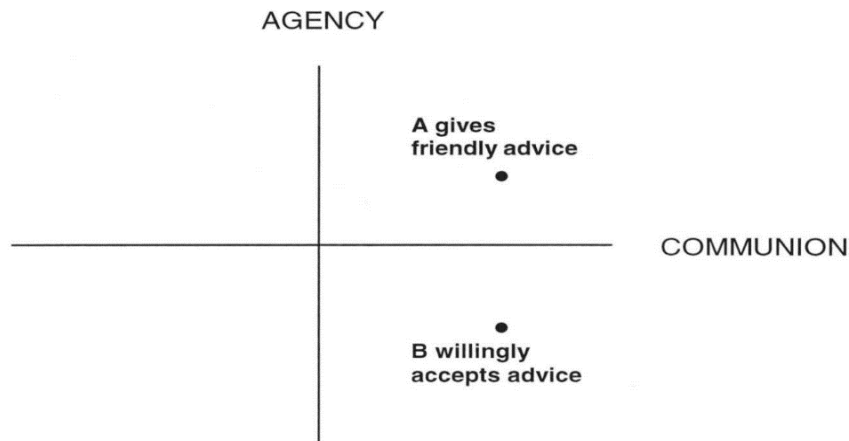 AGENCY
A gives
friendly advice
COMMUNION
B willingly
accepts advice